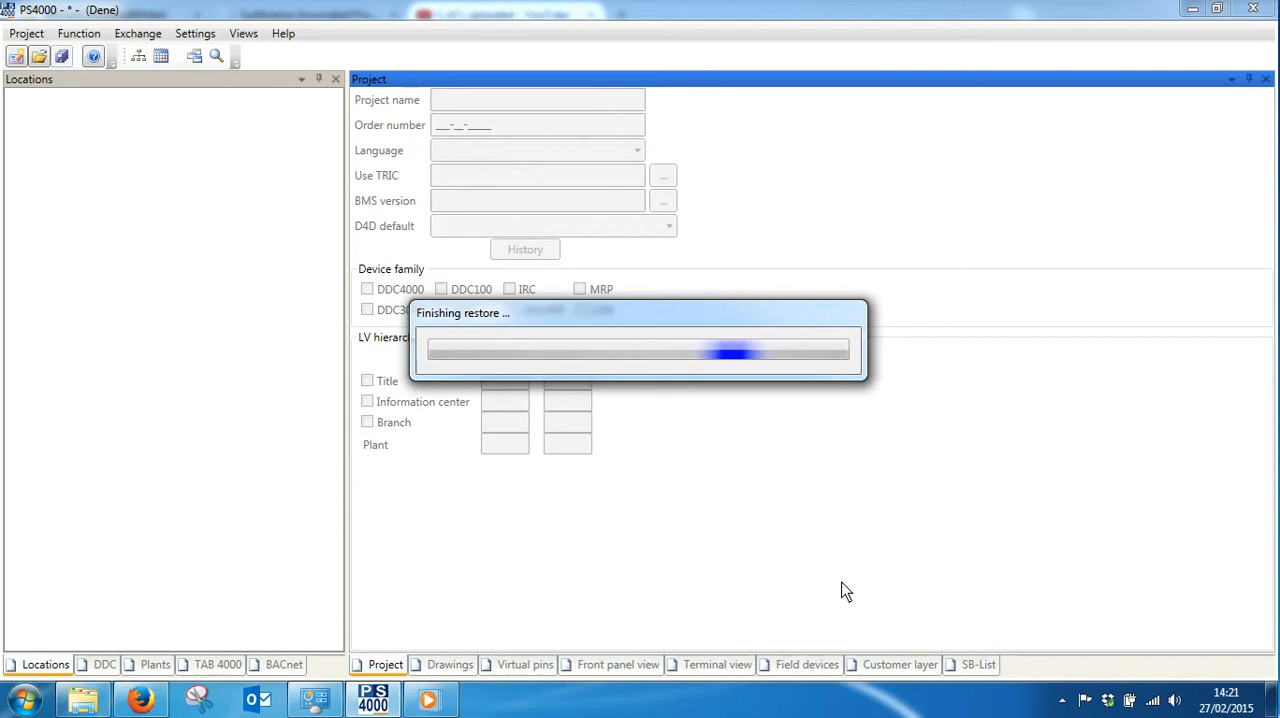 PS4000 - * - (Dene)
Project Function Exchange Settings Views Help
Locations
Project
Project name
Order number ___-__-_____
Language
Use TRIC ...
BMS version ...
D4D default
History
Device family
DDC4000 DDC100 IRC MRP
Finishing restore ...
Title
Information center
Branch
Plant
Locations DDC Plants TAB 4000 BACnet
Project Drawings Virtual pins Front panel view Terminal view Field devices Customer layer SB-List
PS
4000
14:21
27/02/2015